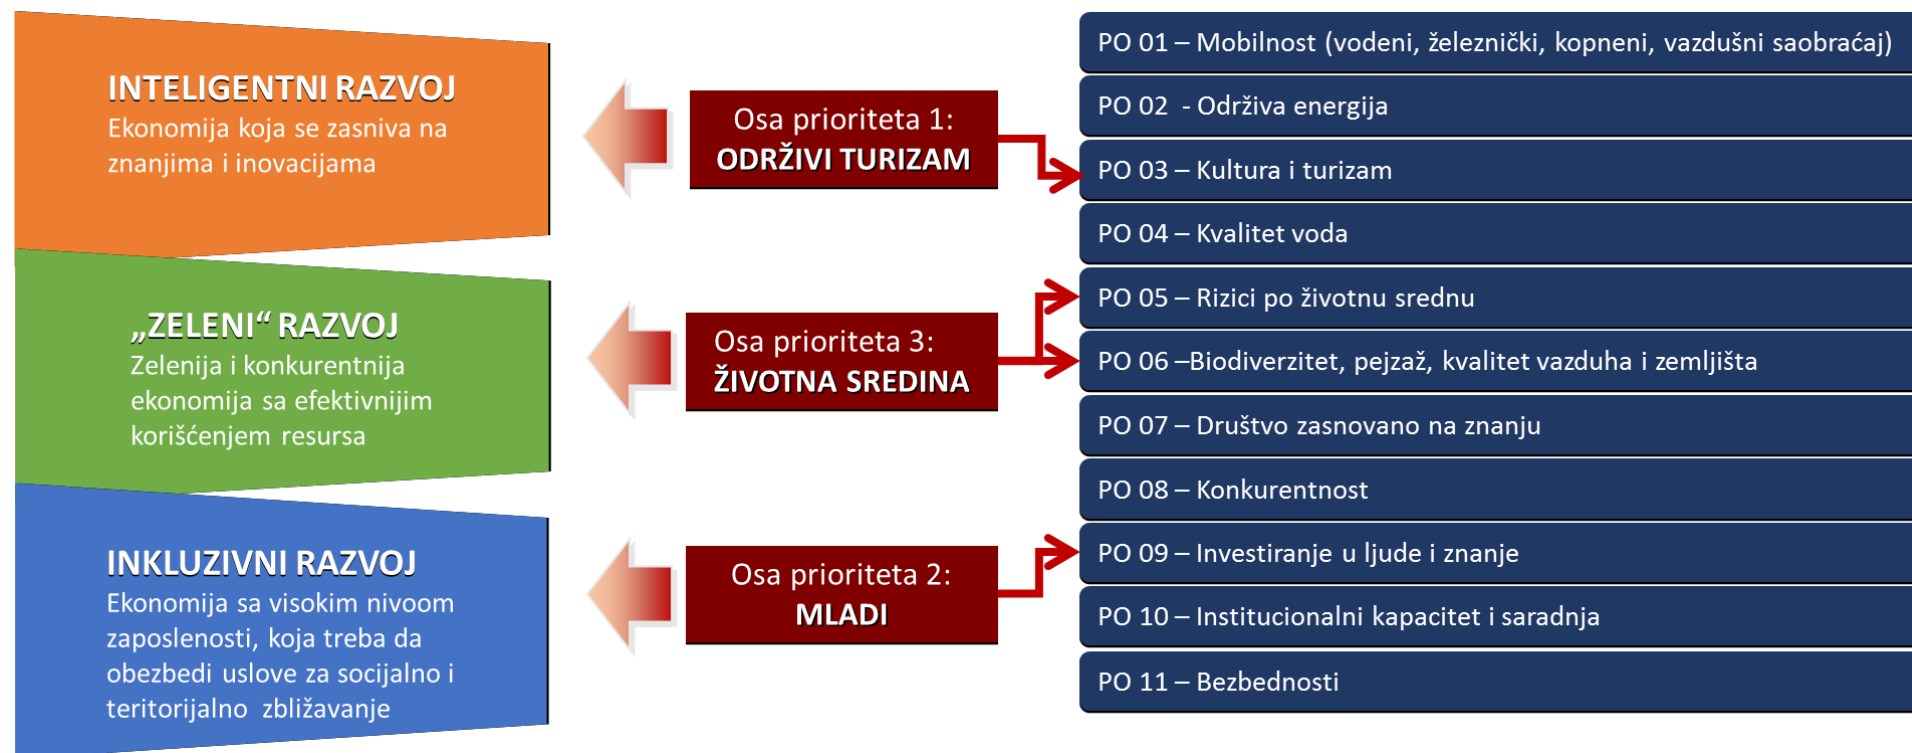 INTELIGENTNI RAZVOJ
Ekonomija koja se zasniva na
znanjima i inovacijama
„ZELENI“ RAZVOJ
Zelenija i konkurentnija
ekonomija sa efektivnijim
korišćenjem resursa
INKLUZIVNI RAZVOJ
Ekonomija sa visokim nivoom
zaposlenosti, koja treba da
obezbedi uslove za socijalno i
teritorijalno zbližavanje
Osa prioriteta 1:
ODRŽIVI TURIZAM
Osa prioriteta 3:
ŽIVOTNA SREDINA
Osa prioriteta 2:
MLADI
PO 01 – Mobilnost (vodeni, železnički, kopneni, vazdušni saobraćaj)
PO 02 - Održiva energija
PO 03 – Kultura i turizam
PO 04 – Kvalitet voda
PO 05 – Rizici po životnu srednu
PO 06 –Biodiverzitet, pejzaž, kvalitet vazduha i zemljišta
PO 07 – Društvo zasnovano na znanju
PO 08 – Konkurentnost
PO 09 – Investiranje u ljude i znanje
PO 10 – Institucionalni kapacitet i saradnja
PO 11 – Bezbednosti